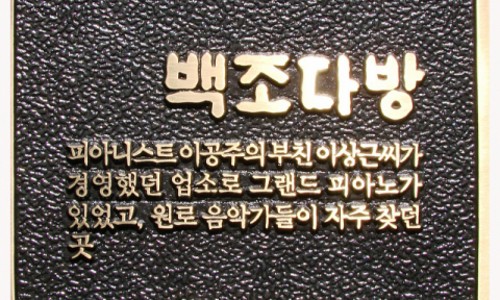 백조다방
피아니스트 이공주의 부친 이상근씨가
경영했던 업소로 그랜드 피아노가
있었고, 원로 음악가들이 자주 찾던
곳